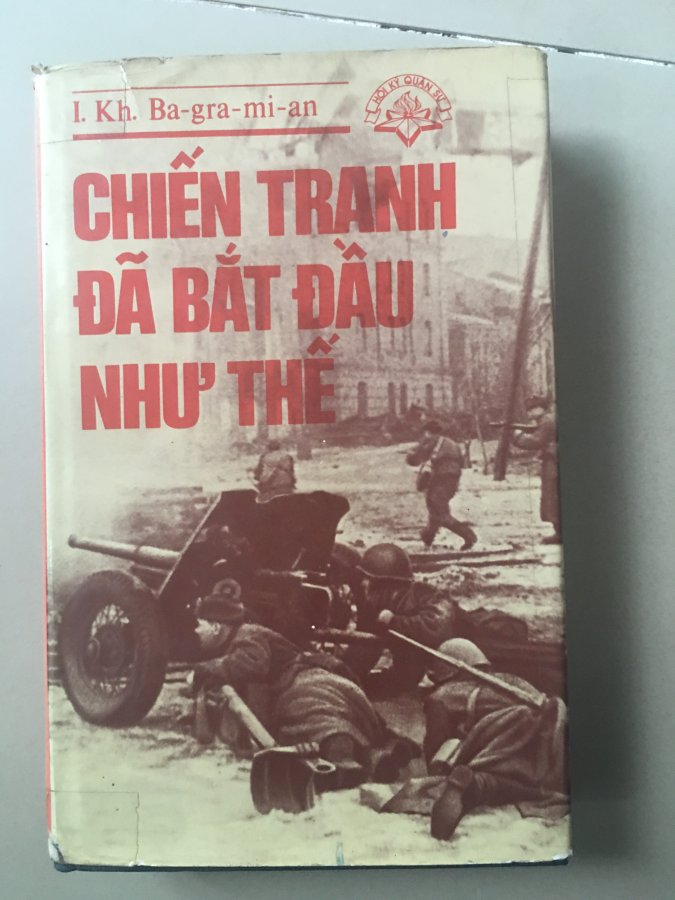 I. Kh. Ba-gra-mi-an
HỒI KÝ QUÂN SỰ
CHIẾN TRANH
ĐÃ BẮT ĐẦU
NHƯ THẾ